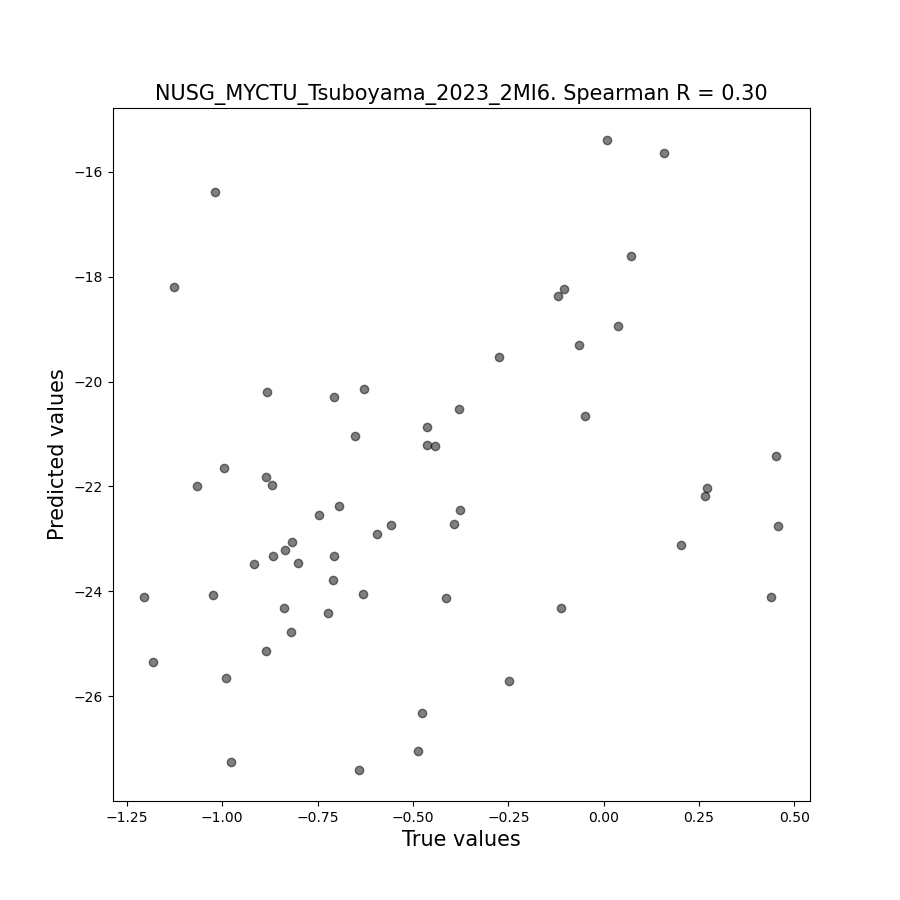 NUSG_MYCTU_Tsuboyama_2023_2MI6. Spearman R = 0.30
Predicted values
−16
−18
−20
−22
−24
−26
−1.25 −1.00 −0.75 −0.50 −0.25 0.00 0.25 0.50
True values